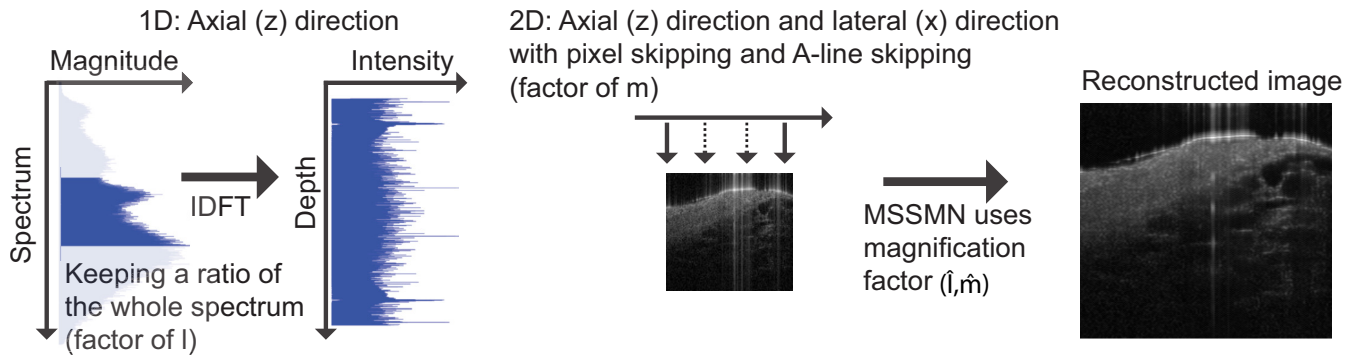 1D: Axial (z) direction
Magnitude
Spectrum
IDFT
Keeping a ratio of
the whole spectrum
(factor of l)
Intensity
Depth
2D: Axial (z) direction and lateral (x) direction
with pixel skipping and A-line skipping
(factor of m)
MSSMN uses
magnification
factor (l̂,m̂)
Reconstructed image